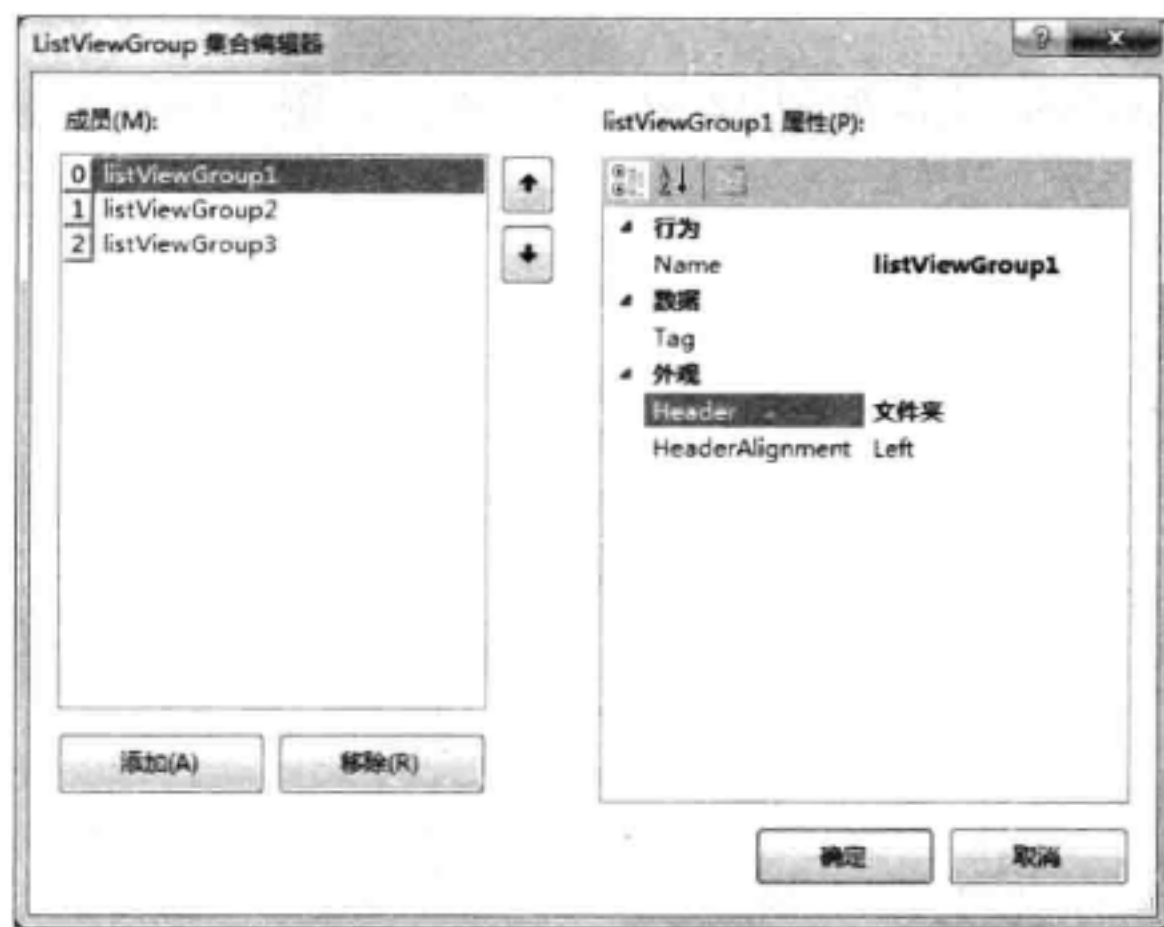 ListViewGroup 集合编辑器
成员(M):
0 listViewGroup1
1 listViewGroup2
2 listViewGroup3
添加(A)
移除(R)
listViewGroup1 属性(P):
行为
Name listViewGroup1
数据
Tag
外观
Header 文件夹
HeaderAlignment Left
确定
取消